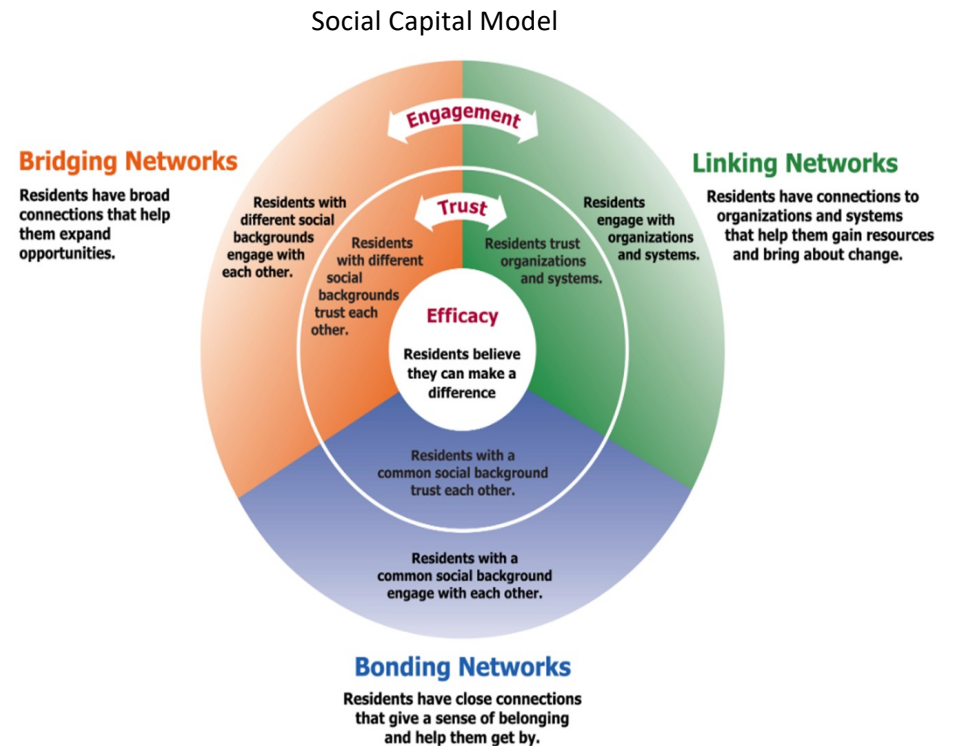 Social Capital Model
Engagement
Bridging Networks
Residents have broad
connections that help
them expand
opportunities.
Linking Networks
Residents have connections to
organizations and systems
that help them gain resources
and bring about change.
Residents with
different social
backgrounds
engage with
each other.
Trust
Residents
with different
social
backgrounds
trust each
other.
Residents trust
organizations
and systems.
Residents
engage with
organizations
and systems.
Efficacy
Residents believe
they can make a
difference
Residents with a
common social background
trust each other.
Residents with a
common social background
engage with each other.
Bonding Networks
Residents have close connections
that give a sense of belonging
and help them get by.